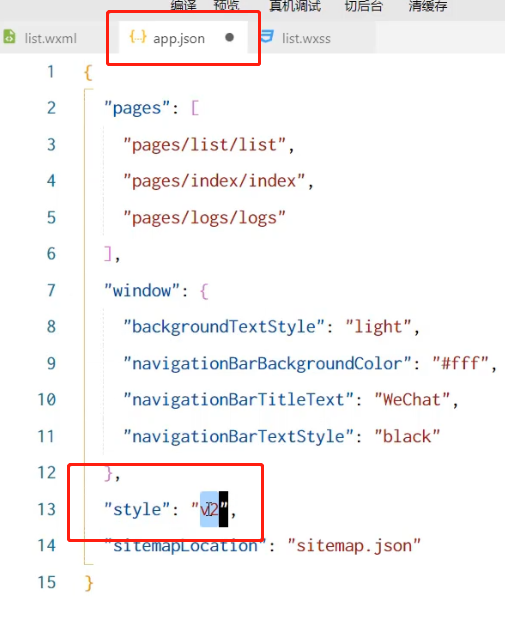 编译 预览 真机调试 切后台 清缓存
list.wxml {..} app.json list.wxss
1 {
2 "pages": [
3 "pages/list/list",
4 "pages/index/index",
5 "pages/logs/logs"
6 ],
7 "window": {
8 "backgroundTextStyle": "light",
9 "navigationBarBackgroundColor": "#fff",
10 "navigationBarTitleText": "WeChat",
11 "navigationBarTextStyle": "black"
12 },
13 "style": "v2",
14 "sitemapLocation": "sitemap.json"
15 }